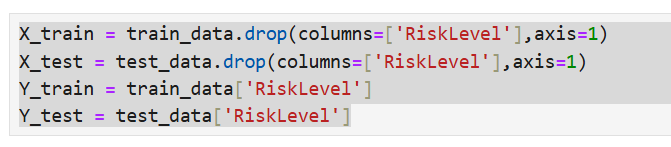 X_train = train_data.drop(columns=['RiskLevel'],axis=1)
X_test = test_data.drop(columns=['RiskLevel'],axis=1)
Y_train = train_data['RiskLevel']
Y_test = test_data['RiskLevel']